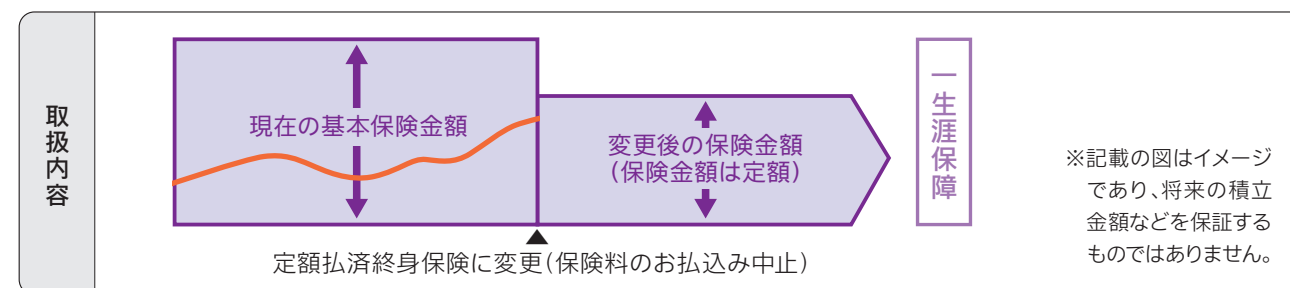 取扱内容
現在の基本保険金額
変更後の保険金額
（保険金額は定額）
一生涯保障
定額払済終身保険に変更（保険料のお払込み中止）
※記載の図はイメージ
であり、将来の積立
金額などを保証する
ものではありません。